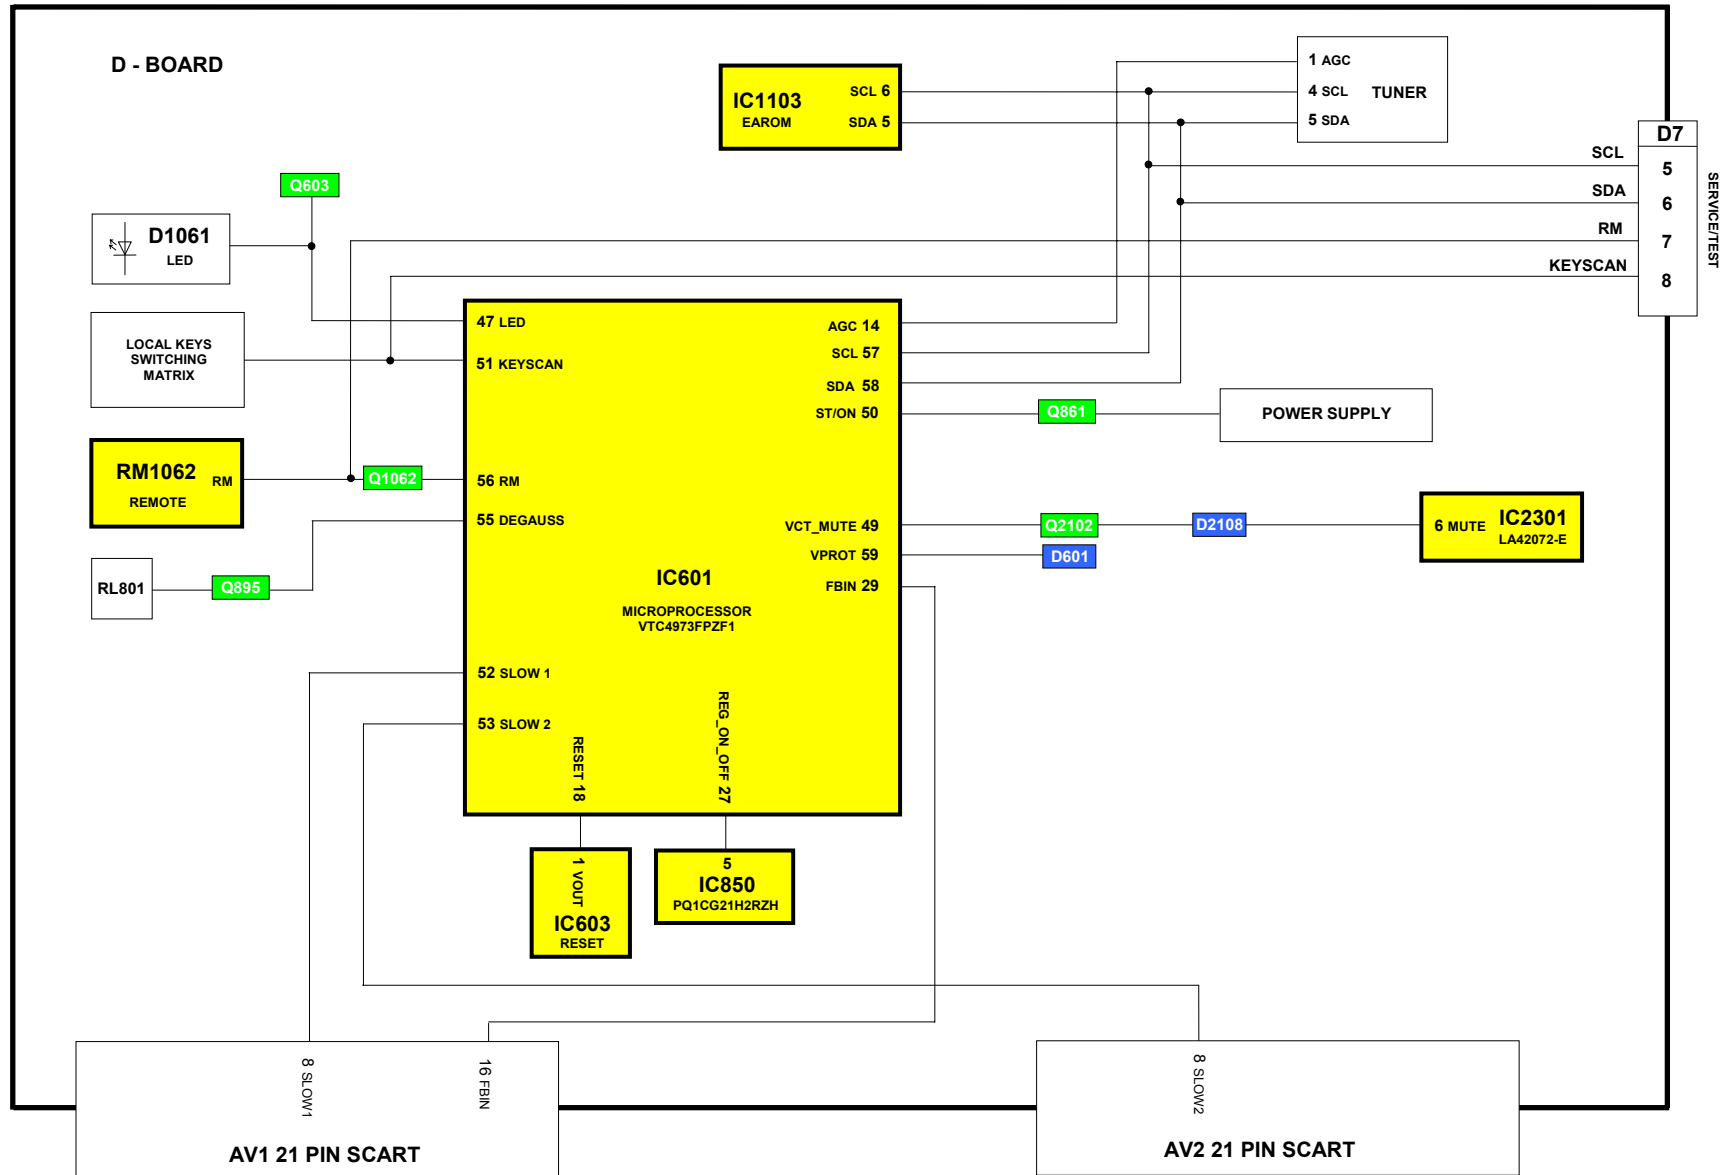 D - BOARD
1 AGC
4 SCL
TUNER
5 SDA
IC1103
EAROM
SCL 6
SDA 5
D7
SCL
5
SDA
6
RM
7
KEYSCAN
8
SERVICE/TEST
Q603
D1061
LED
LOCAL KEYS
SWITCHING
MATRIX
RM1062
REMOTE
RM
Q1062
RL801
Q895
47 LED
51 KEYSCAN
56 RM
55 DEGAUSS
52 SLOW 1
53 SLOW 2
AGC 14
SCL 57
SDA 58
ST/ON 50
VCT_MUTE 49
VPROT 59
FBIN 29
IC601
MICROPROCESSOR
VTC4973FPZF1
RESET 18
REG_ON_OFF 27
Q861
POWER SUPPLY
Q2102
D2108
D601
6 MUTE
IC2301
LA42072-E
1 VOUT
IC603
RESET
5
IC850
PQ1CG21H2RZH
8 SLOW1
16 FBIN
AV1 21 PIN SCART
8 SLOW2
AV2 21 PIN SCART